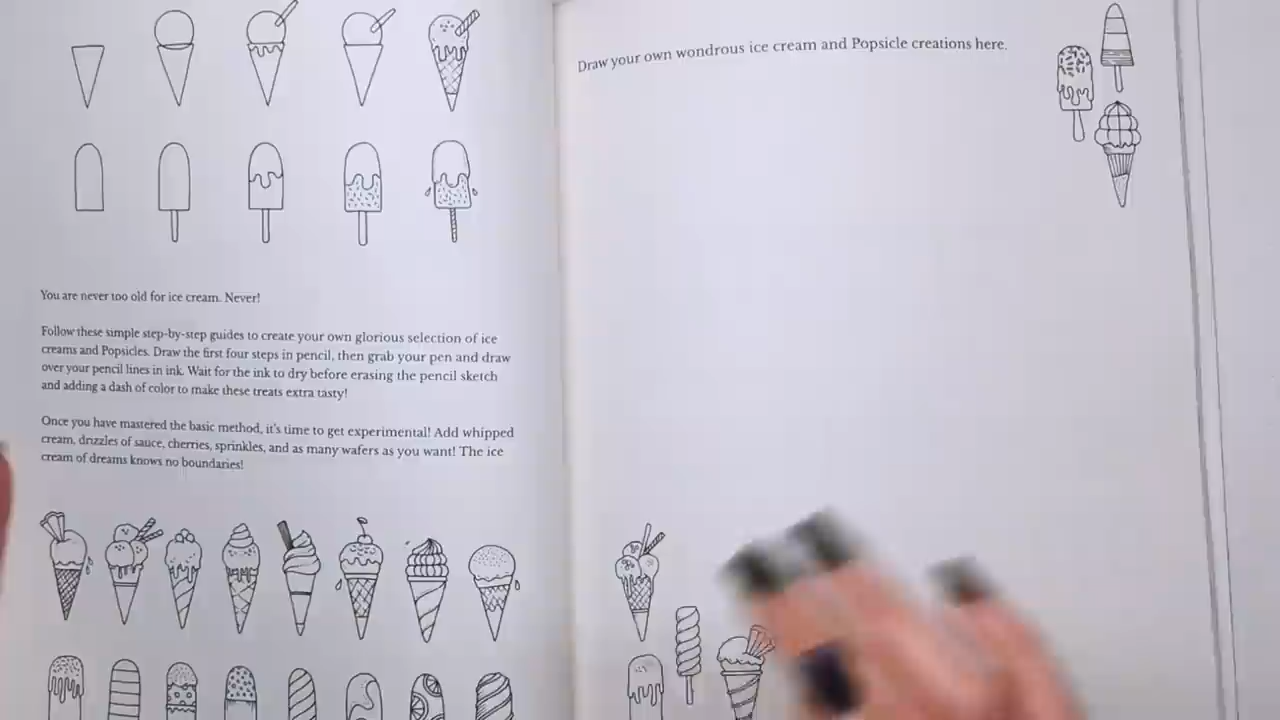 You are never too old for ice cream. Never!
Follow these simple step-by-step guides to create your own glorious selection of ice
creams and Popsicles. Draw the first four steps in pencil, then grab your pen and draw
over your pencil lines in ink. Wait for the ink to dry before erasing the pencil sketch
and adding a dash of color to make these treats extra tasty!
Once you have mastered the basic method, it's time to get experimental! Add whipped
cream, drizzles of sauce, cherries, sprinkles, and as many wafers as you want! The ice
cream of dreams knows no boundaries!
Draw your own wondrous ice cream and Popsicle creations here.